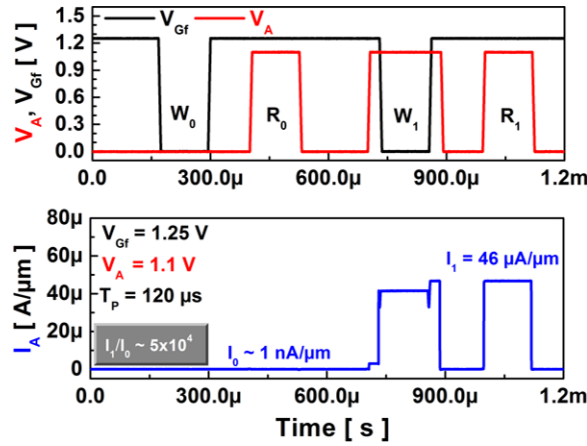 V_Gf V_A
V_A, V_Gf [ V ]
1.5
1.2
0.9
0.6
0.3
0.0
W_0 R_0 W_1 R_1
0.0 300.0μ 600.0μ 900.0μ 1.2m
I_A [ A/μm ]
80μ
60μ
40μ
20μ
0
V_Gf = 1.25 V
V_A = 1.1 V
T_P = 120 μs
I_1/I_0 ~ 5x10^4
I_0 ~ 1 nA/μm
I_1 = 46 μA/μm
0.0 300.0μ 600.0μ 900.0μ 1.2m
Time [ s ]